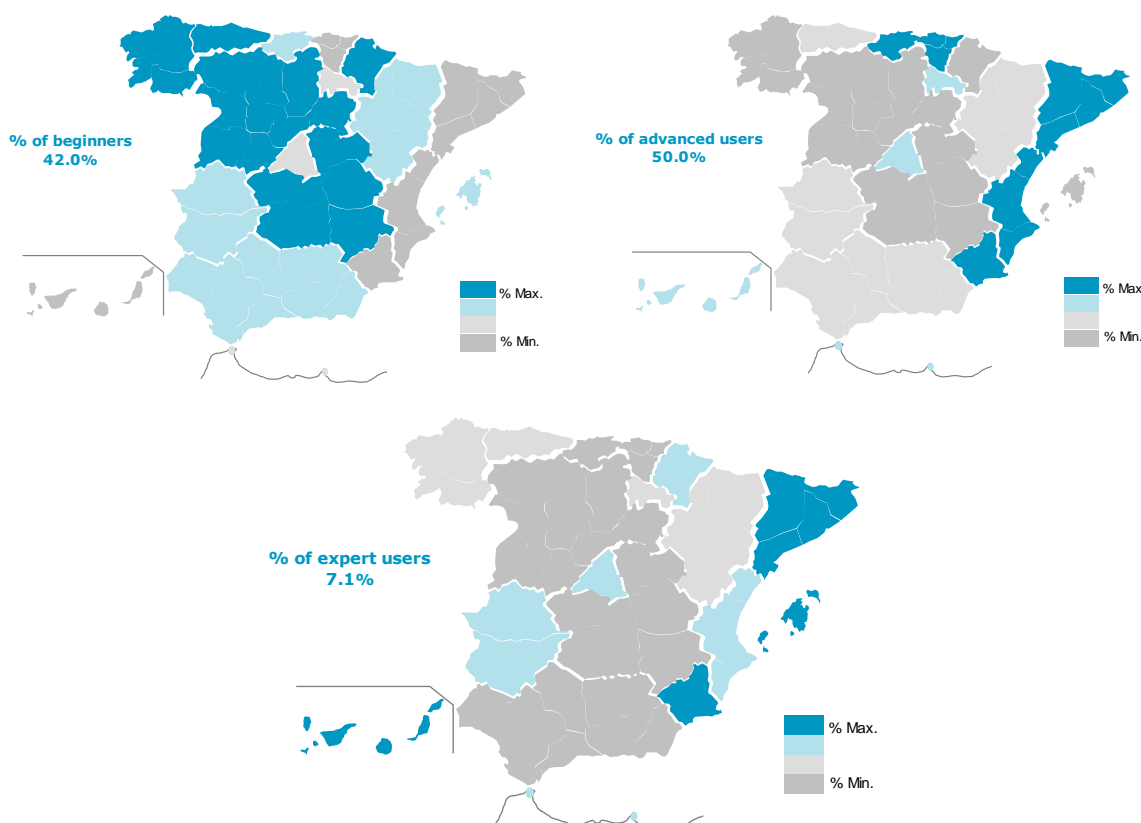 % of beginners
42.0%
% Max.
% Min.
% of advanced users
50.0%
% Max
% Min.
% of expert users
7.1%
% Max.
% Min.